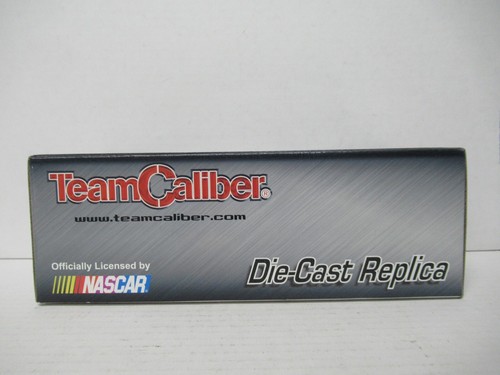 TeamCaliber®
www.teamcaliber.com
Officially Licensed by
NASCAR
Die-Cast Replica